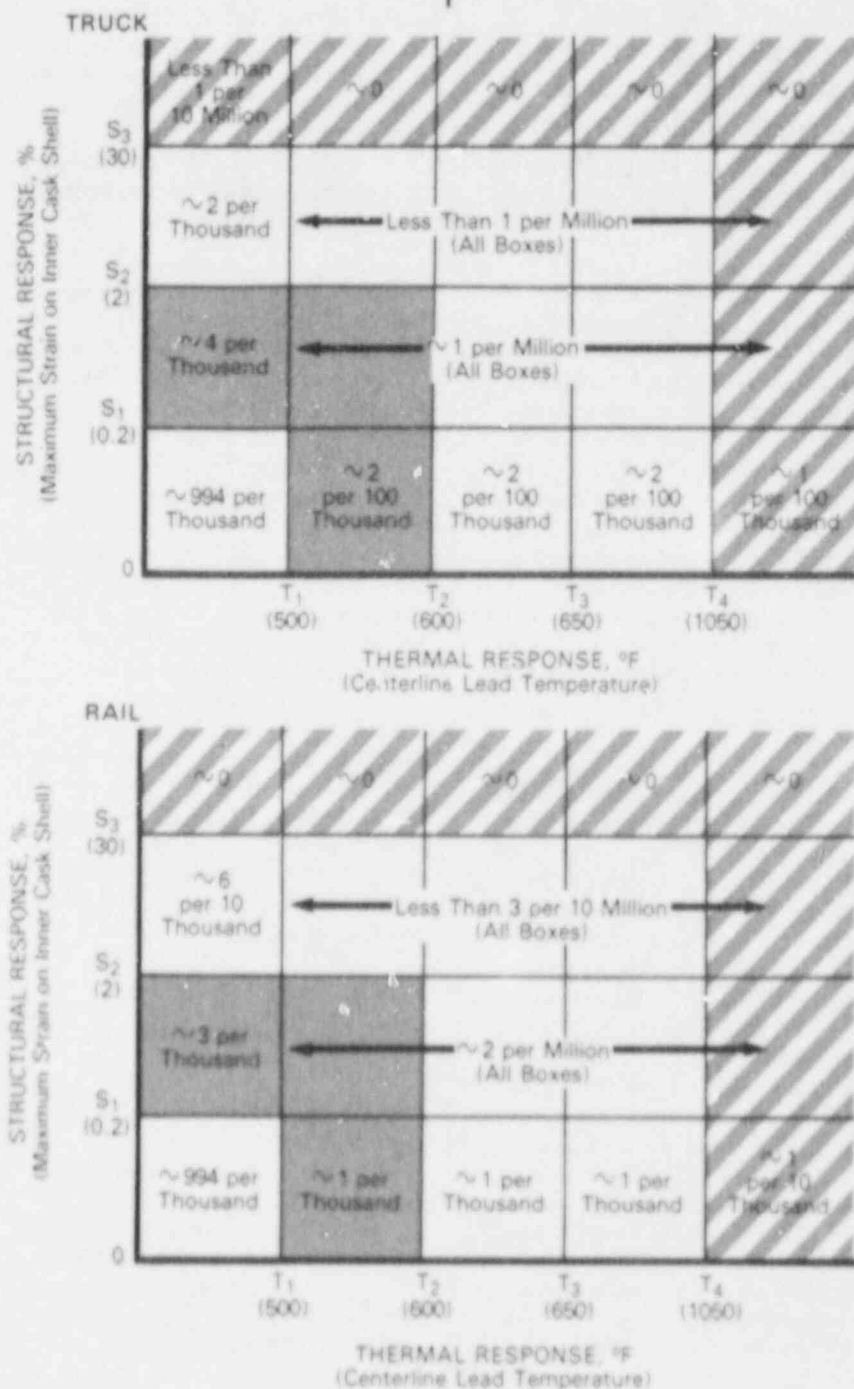 TRUCK
Less Than
1 per
10 Million
~0
~0
~0
~0
S3
(30)
~2 per
Thousand
Less Than 1 per Million
(All Boxes)
S2
(2)
~4 per
Thousand
~1 per Million
(All Boxes)
S1
(0.2)
~994 per
Thousand
~2
per 100
Thousand
~2
per 100
Thousand
~2
per 100
Thousand
~1
per 100
Thousand
0
STRUCTURAL RESPONSE, %
(Maximum Strain on Inner Cask Shell)
T1
(500)
T2
(600)
T3
(650)
T4
(1050)
THERMAL RESPONSE, °F
(Centerline Lead Temperature)
RAIL
~0
~0
~0
~0
~0
S3
(30)
~6
per 10
Thousand
Less Than 3 per 10 Million
(All Boxes)
S2
(2)
~3 per
Thousand
~2 per Million
(All Boxes)
S1
(0.2)
~994 per
Thousand
~1 per
Thousand
~1 per
Thousand
~1 per
Thousand
~1
per 10
Thousand
0
STRUCTURAL RESPONSE, %
(Maximum Strain on Inner Cask Shell)
T1
(500)
T2
(600)
T3
(650)
T4
(1050)
THERMAL RESPONSE, °F
(Centerline Lead Temperature)